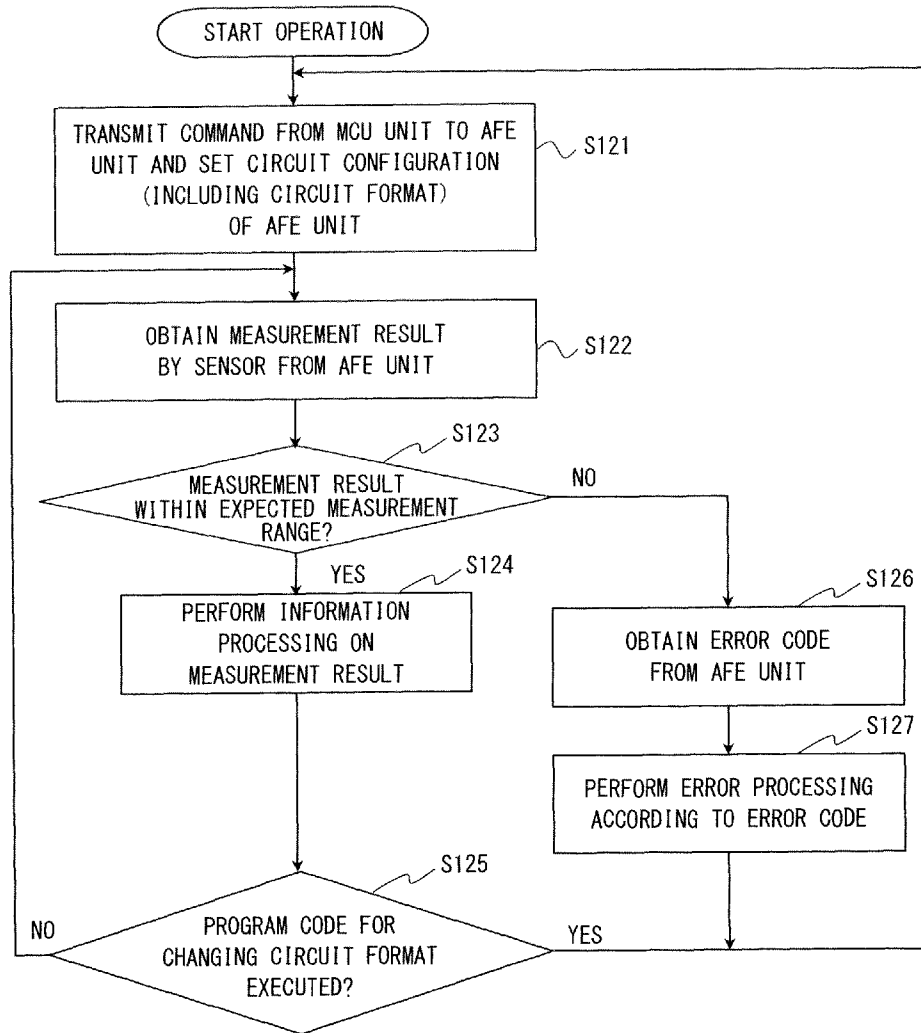 START OPERATION
TRANSMIT COMMAND FROM MCU UNIT TO AFE
UNIT AND SET CIRCUIT CONFIGURATION
(INCLUDING CIRCUIT FORMAT)
OF AFE UNIT
S121
OBTAIN MEASUREMENT RESULT
BY SENSOR FROM AFE UNIT
S122
S123
MEASUREMENT RESULT
WITHIN EXPECTED MEASUREMENT
RANGE?
NO
YES
S124
PERFORM INFORMATION
PROCESSING ON
MEASUREMENT RESULT
S126
OBTAIN ERROR CODE
FROM AFE UNIT
S127
PERFORM ERROR PROCESSING
ACCORDING TO ERROR CODE
S125
PROGRAM CODE FOR
CHANGING CIRCUIT FORMAT
EXECUTED?
NO
YES